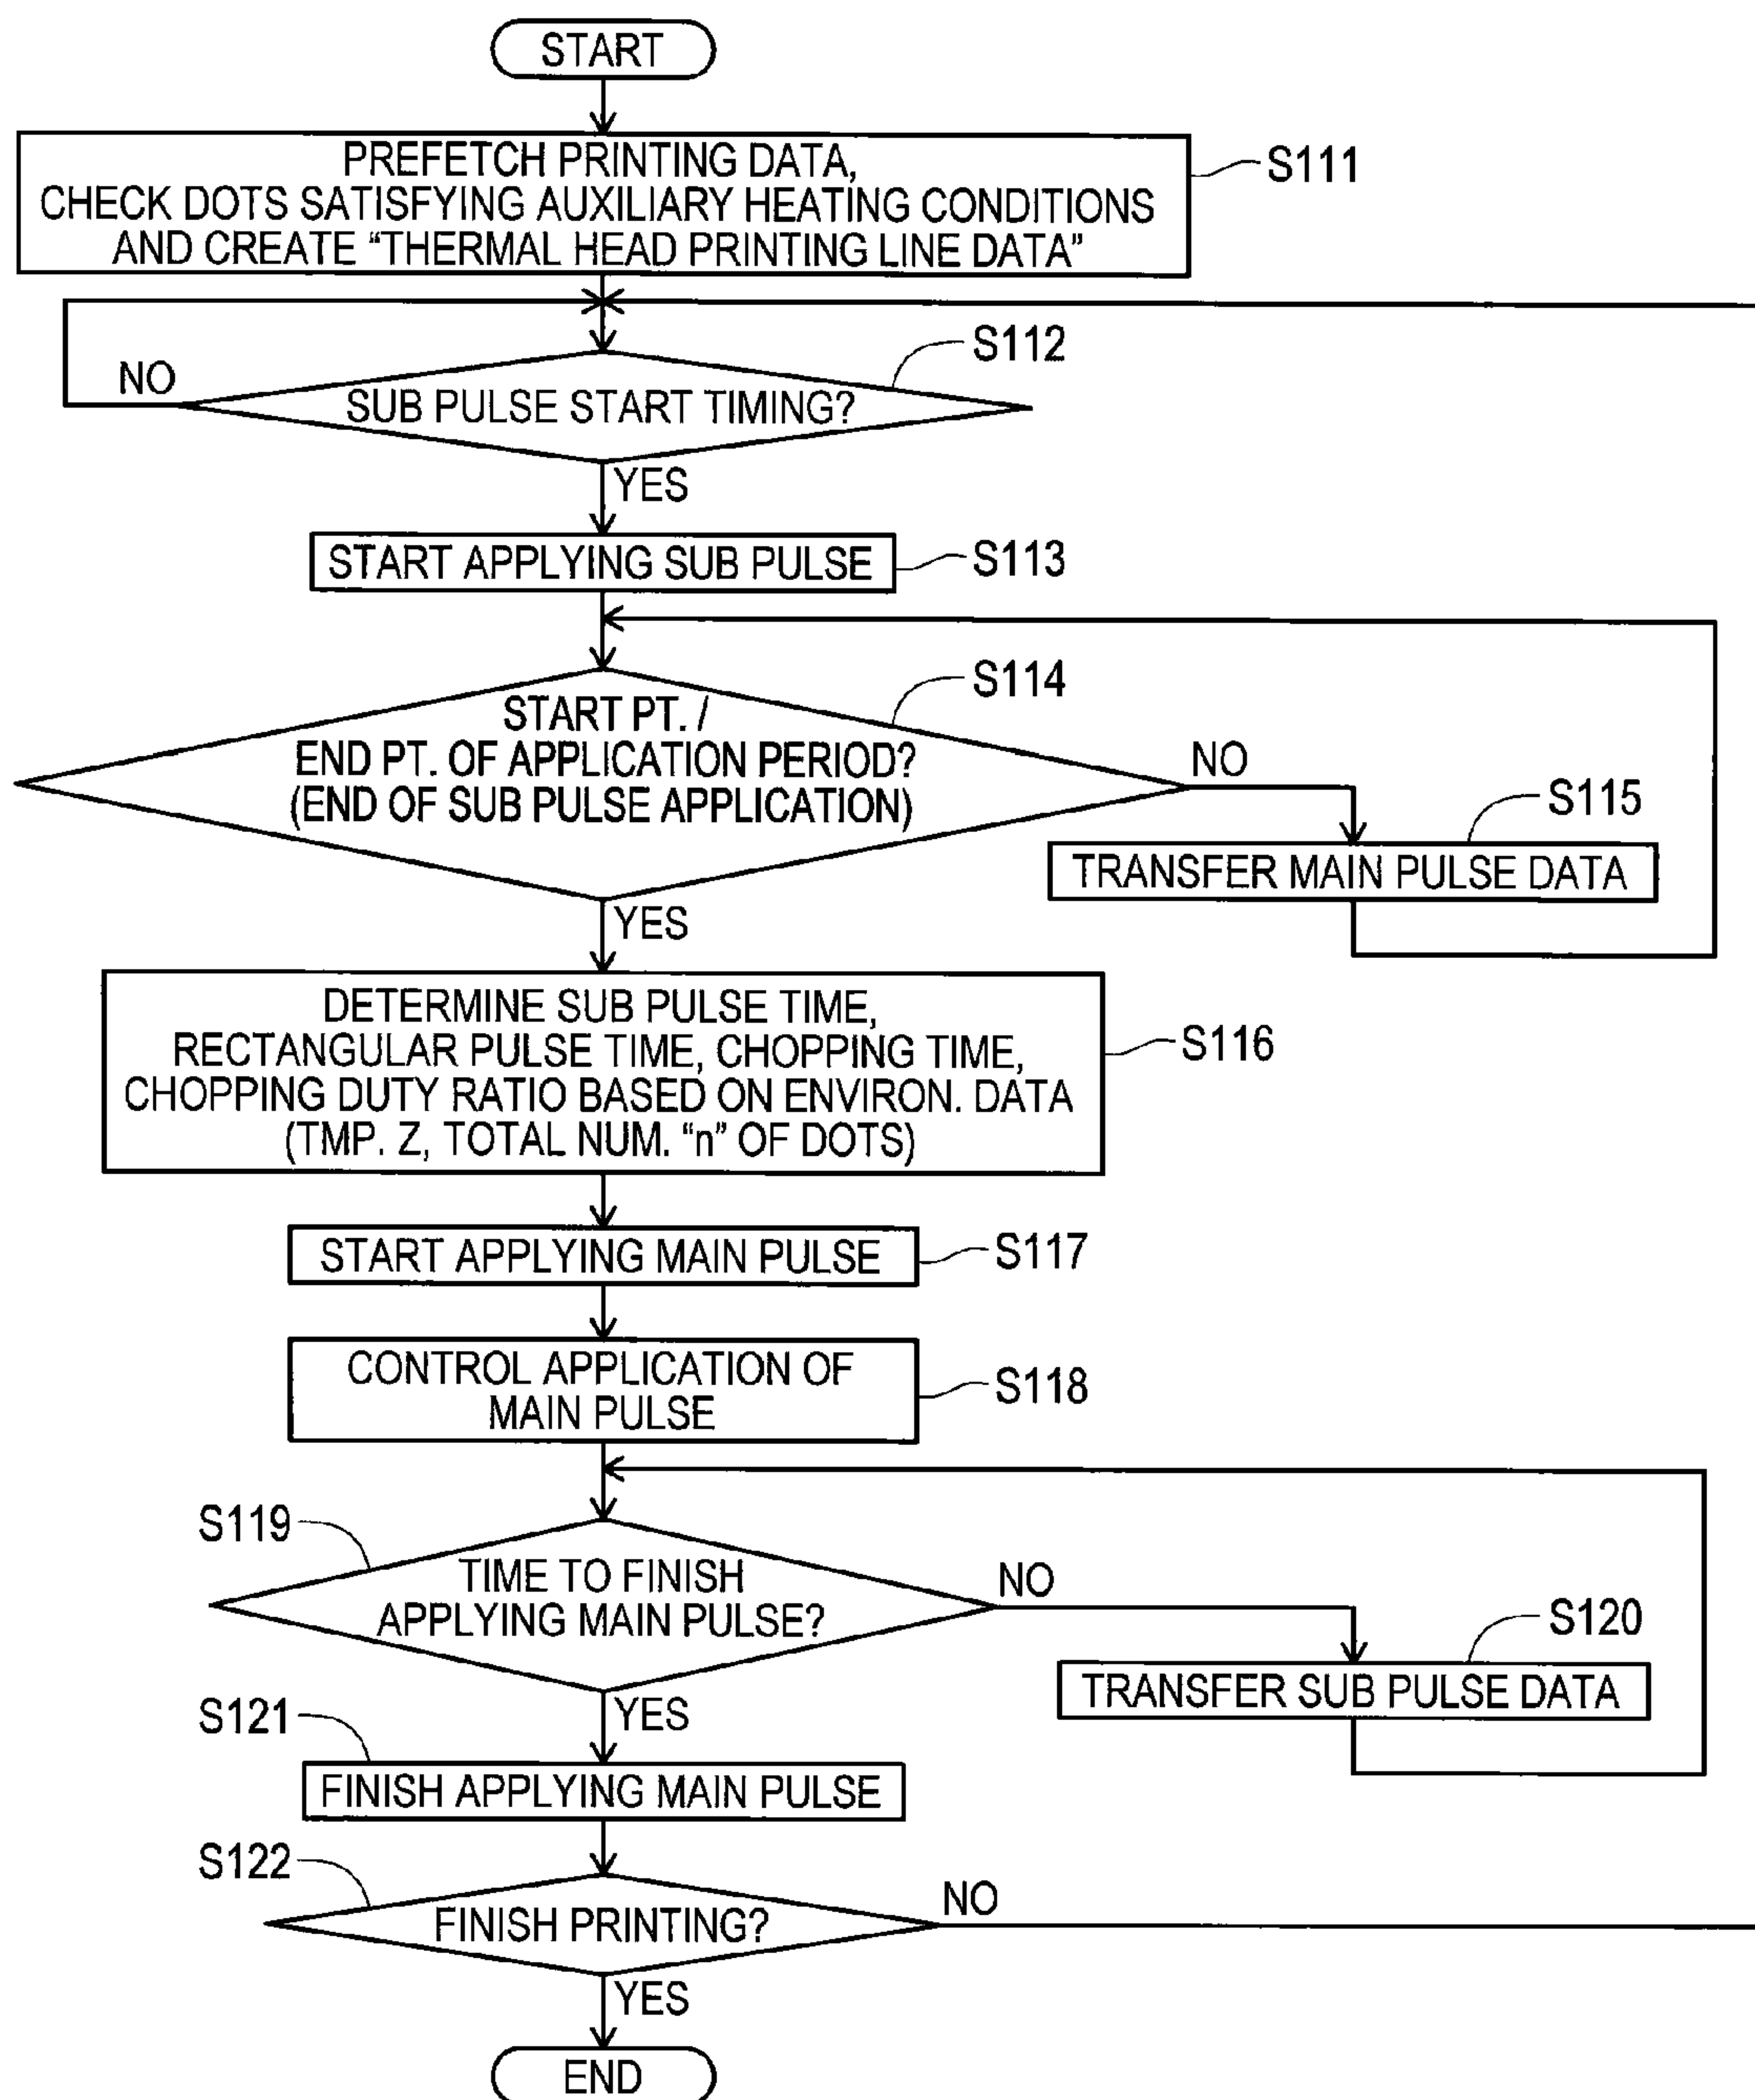 START
PREFETCH PRINTING DATA,
CHECK DOTS SATISFYING AUXILIARY HEATING CONDITIONS
AND CREATE “THERMAL HEAD PRINTING LINE DATA”
S111
S112
NO
SUB PULSE START TIMING?
YES
START APPLYING SUB PULSE
S113
S114
START PT. /
END PT. OF APPLICATION PERIOD?
(END OF SUB PULSE APPLICATION)
NO
S115
TRANSFER MAIN PULSE DATA
YES
DETERMINE SUB PULSE TIME,
RECTANGULAR PULSE TIME, CHOPPING TIME,
CHOPPING DUTY RATIO BASED ON ENVIRON. DATA
(TMP. Z, TOTAL NUM. “n” OF DOTS)
S116
START APPLYING MAIN PULSE
S117
CONTROL APPLICATION OF
MAIN PULSE
S118
S119
TIME TO FINISH
APPLYING MAIN PULSE?
NO
S120
TRANSFER SUB PULSE DATA
YES
S121
FINISH APPLYING MAIN PULSE
S122
FINISH PRINTING?
NO
YES
END